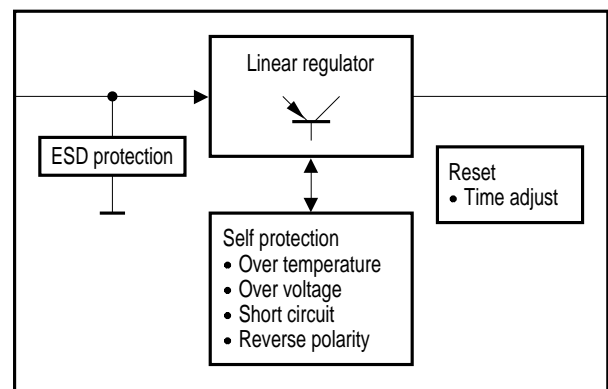 Linear regulator
ESD protection
Reset
• Time adjust
Self protection
• Over temperature
• Over voltage
• Short circuit
• Reverse polarity